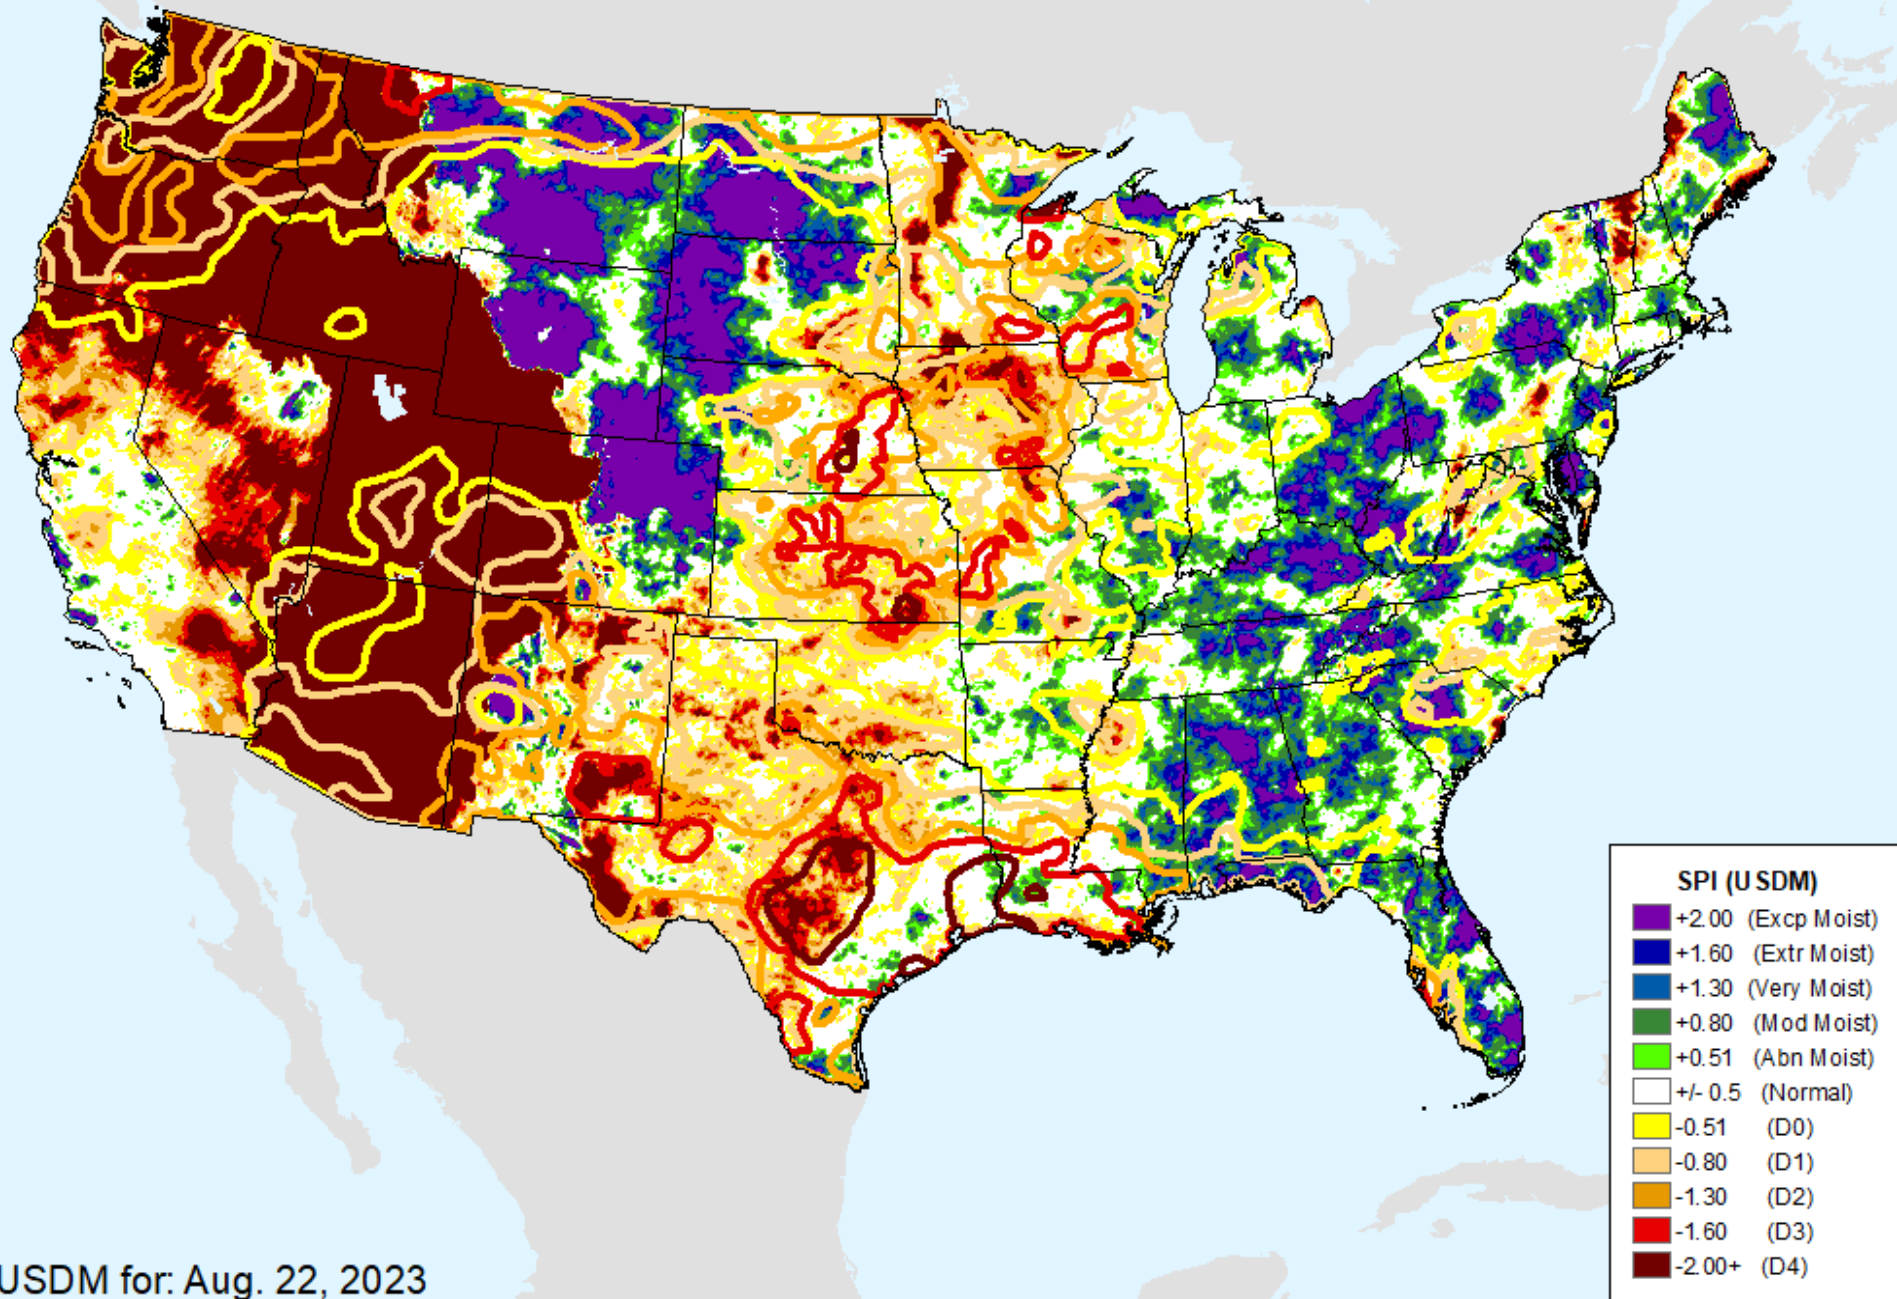 SPI (USDM)
+2.00 (Excp Moist)
+1.60 (Extr Moist)
+1.30 (Very Moist)
+0.80 (Mod Moist)
+0.51 (Abn Moist)
+/- 0.5 (Normal)
-0.51 (D0)
-0.80 (D1)
-1.30 (D2)
-1.60 (D3)
-2.00+ (D4)
USDM for: Aug. 22, 2023